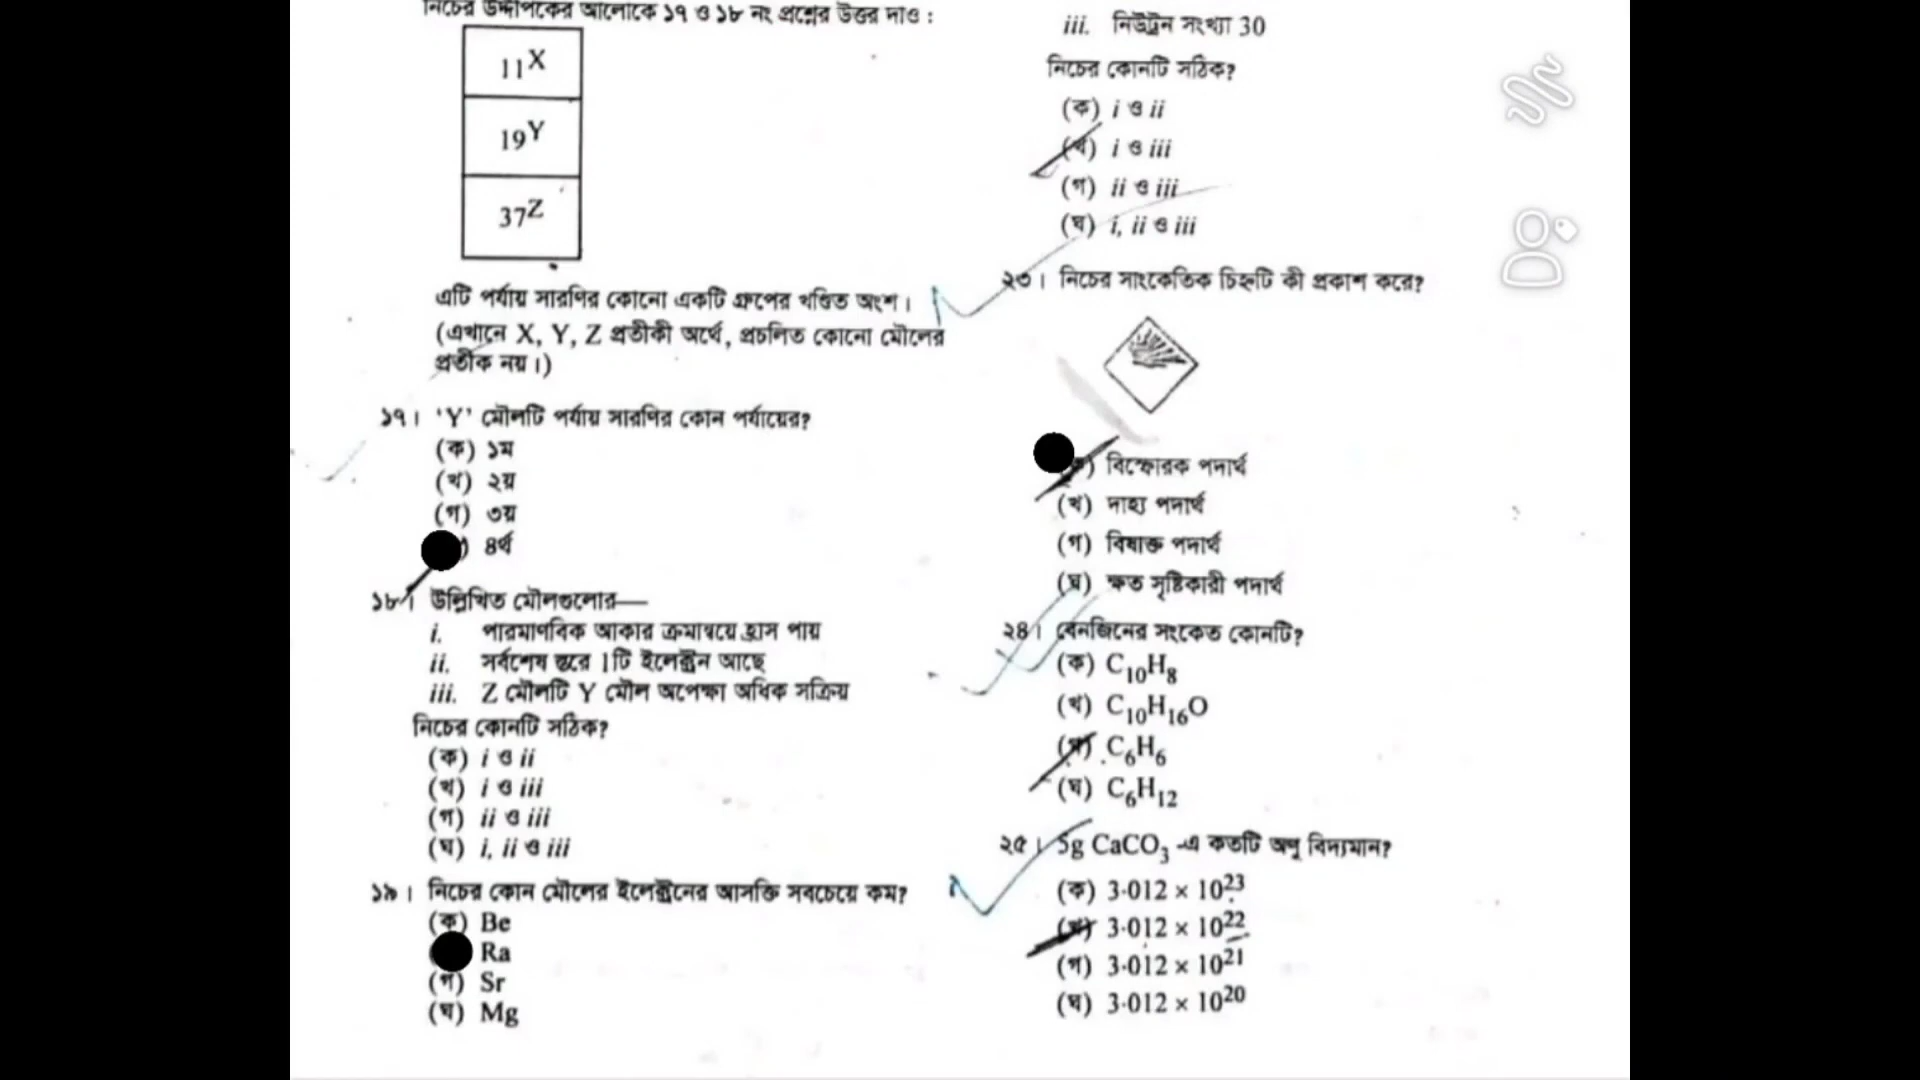 নিচের উদ্দীপকের আলোকে ১৭ ও ১৮ নং প্রশ্নের উত্তর দাও :
11X
19Y
37Z
এটি পর্যায় সারণির কোনো একটি গ্রুপের খণ্ডিত অংশ।
(এখানে X, Y, Z প্রতীকী অর্থে, প্রচলিত কোনো মৌলের
প্রতীক নয়।)
১৭। ‘Y’ মৌলটি পর্যায় সারণির কোন পর্যায়ের?
(ক) ১ম
(খ) ২য়
(গ) ৩য়
) ৪র্থ
১৮। উল্লিখিত মৌলগুলোর—
i. পারমাণবিক আকার ক্রমান্বয়ে হ্রাস পায়
ii. সর্বশেষ স্তরে 1টি ইলেক্ট্রন আছে
iii. Z মৌলটি Y মৌল অপেক্ষা অধিক সক্রিয়
নিচের কোনটি সঠিক?
(ক) i ও ii
(খ) i ও iii
(গ) ii ও iii
(ঘ) i, ii ও iii
১৯। নিচের কোন মৌলের ইলেক্ট্রনের আসক্তি সবচেয়ে কম?
(ক) Be
Ra
(গ) Sr
(ঘ) Mg
iii. নিউট্রন সংখ্যা 30
নিচের কোনটি সঠিক?
(ক) i ও ii
(খ) i ও iii
(গ) ii ও iii
(ঘ) i, ii ও iii
২৩। নিচের সাংকেতিক চিহ্নটি কী প্রকাশ করে?
(ক) বিস্ফোরক পদার্থ
(খ) দাহ্য পদার্থ
(গ) বিষাক্ত পদার্থ
(ঘ) ক্ষত সৃষ্টিকারী পদার্থ
২৪। বেনজিনের সংকেত কোনটি?
(ক) C₁₀H₈
(খ) C₁₀H₁₆O
(গ) C₆H₆
(ঘ) C₆H₁₂
২৫। 5g CaCO₃ -এ কতটি অণু বিদ্যমান?
(ক) 3·012 × 10²³
(খ) 3·012 × 10²²
(গ) 3·012 × 10²¹
(ঘ) 3·012 × 10²⁰